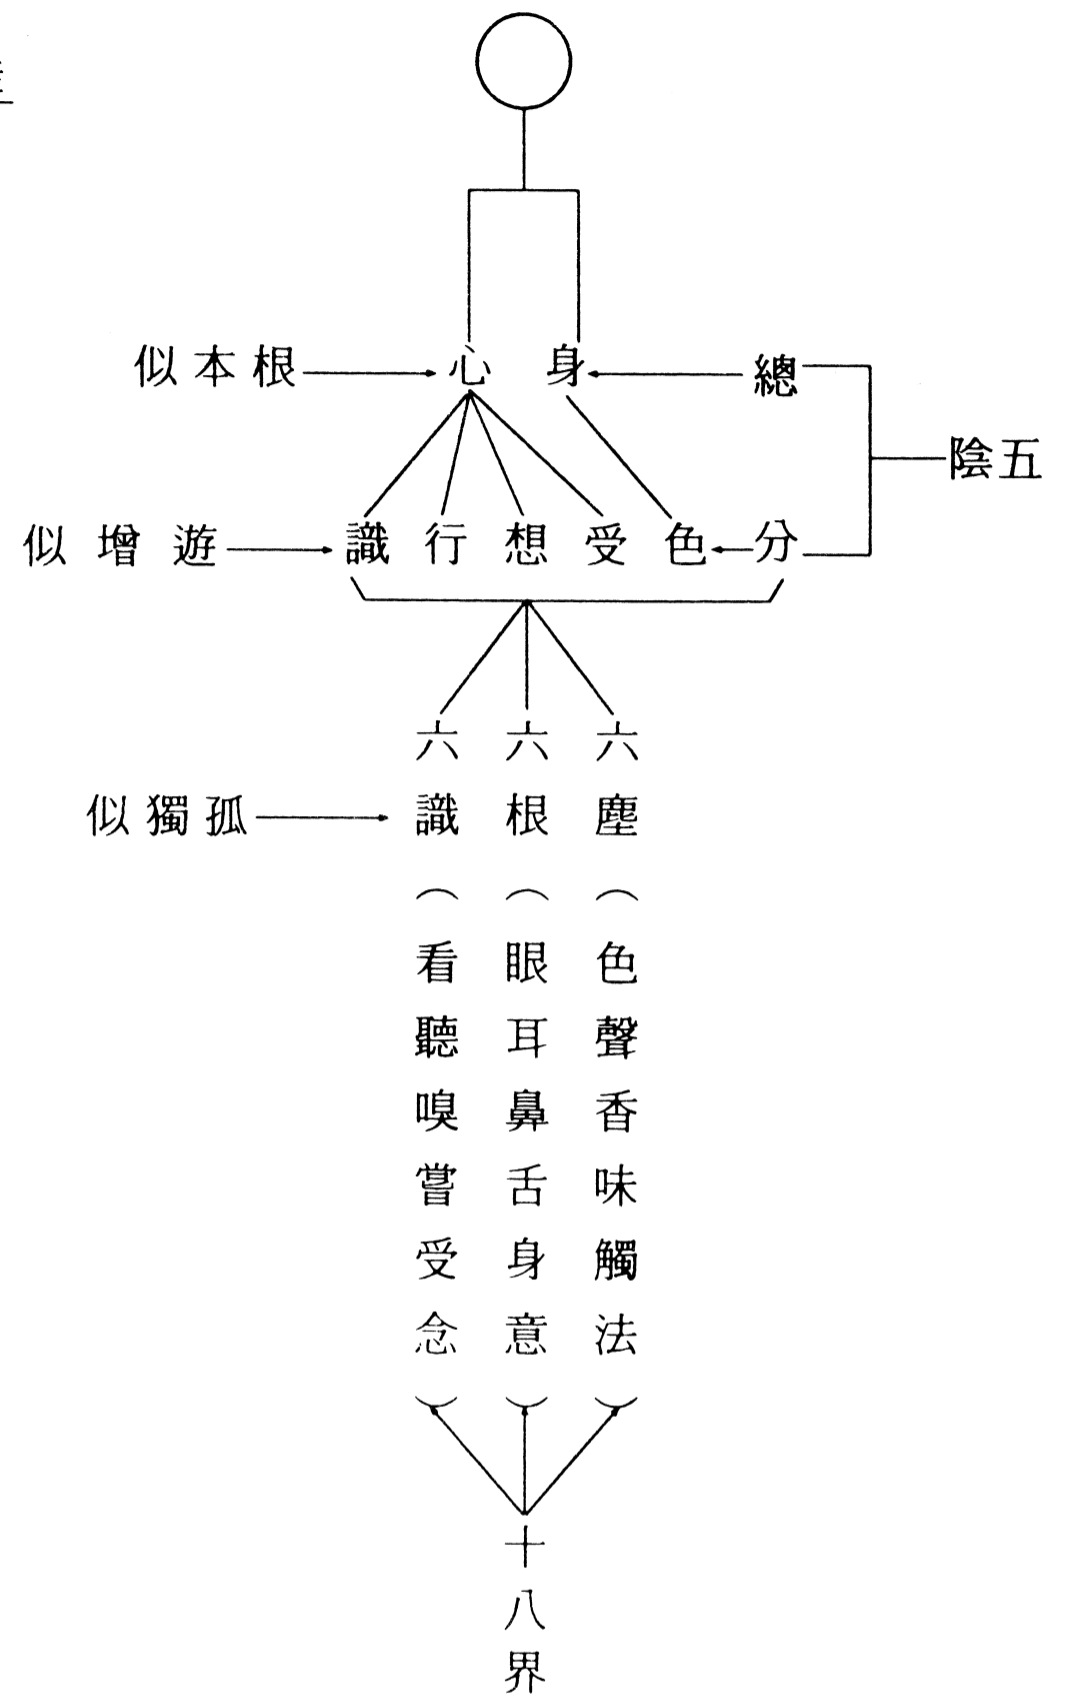 五陰
總
身
心
根本似
分
色
受
想
行
識
遊增似
六塵（色聲香味觸法）
六根（眼耳鼻舌身意）
六識（看聽嗅嘗受念）
孤獨似
十八界